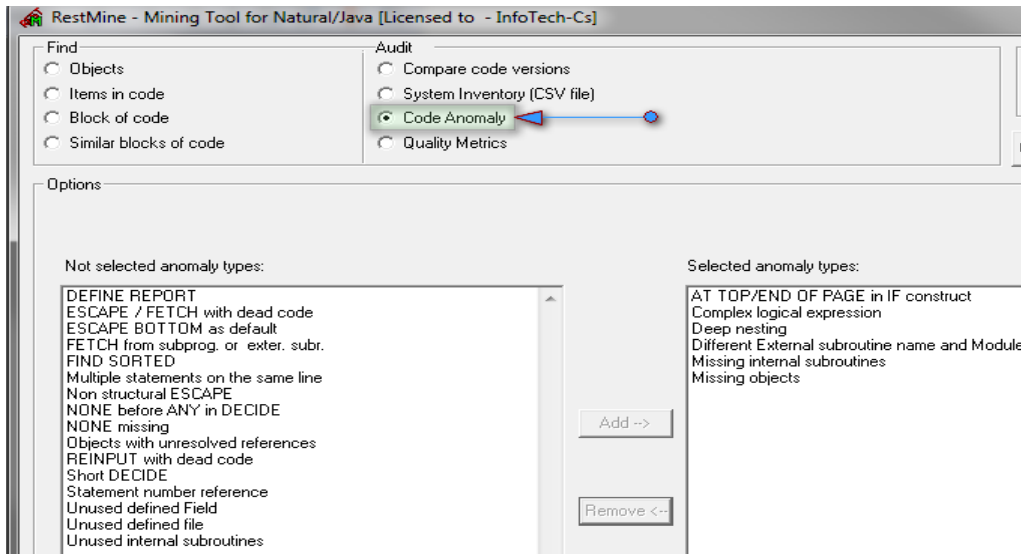 RestMine - Mining Tool for Natural/Java [Licensed to - InfoTech-Cs]
Find
Objects
Items in code
Block of code
Similar blocks of code
Audit
Compare code versions
System Inventory (CSV file)
Code Anomaly
Quality Metrics
Options
Not selected anomaly types:
DEFINE REPORT
ESCAPE / FETCH with dead code
ESCAPE BOTTOM as default
FETCH from subprog. or exter. subr.
FIND SORTED
Multiple statements on the same line
Non structural ESCAPE
NONE before ANY in DECIDE
NONE missing
Objects with unresolved references
REINPUT with dead code
Short DECIDE
Statement number reference
Unused defined Field
Unused defined file
Unused internal subroutines
Add -->
Remove <--
Selected anomaly types:
AT TOP/END OF PAGE in IF construct
Complex logical expression
Deep nesting
Different External subroutine name and Module
Missing internal subroutines
Missing objects